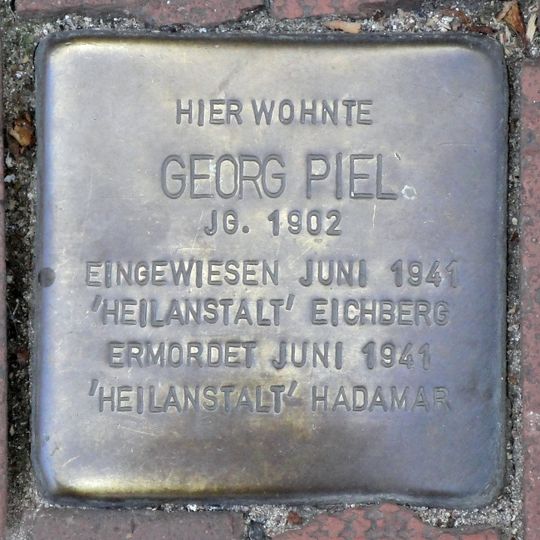 HIER WOHNTE
GEORG PIEL
JG. 1902
EINGEWIESEN JUNI 1941
'HEILANSTALT' EICHBERG
ERMORDET JUNI 1941
'HEILANSTALT' HADAMAR